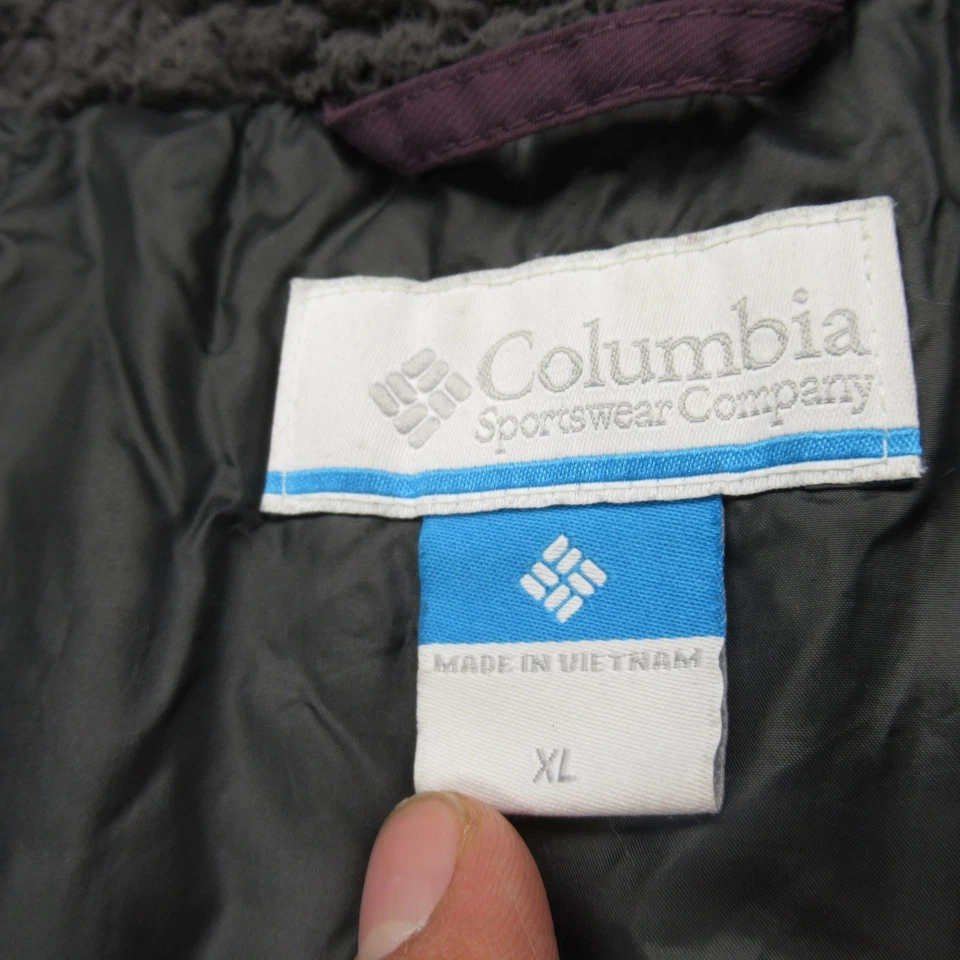 Columbia
Sportswear Company
MADE IN VIETNAM
XL